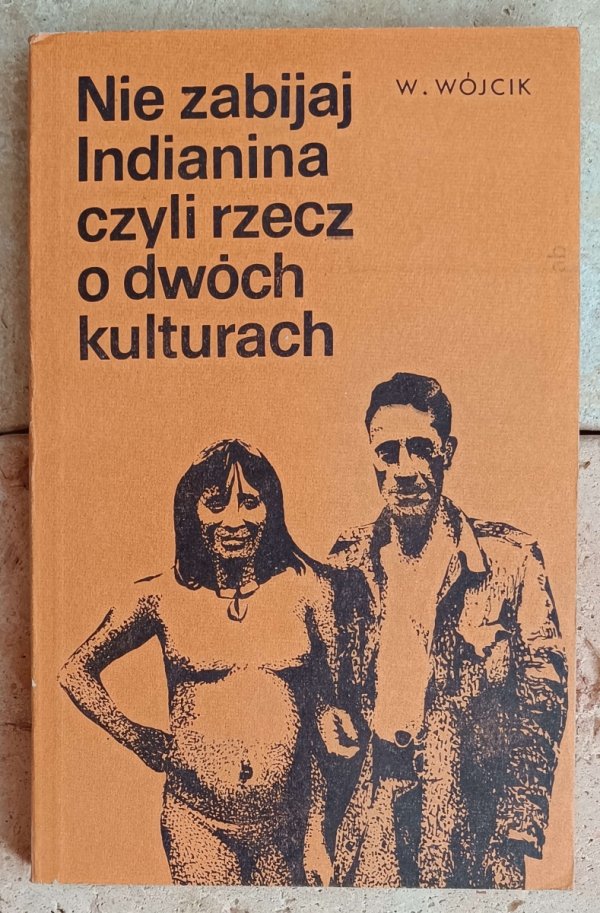 Nie zabijaj
Indianina
czyli rzecz
o dwóch
kulturach
W. WÓJCIK